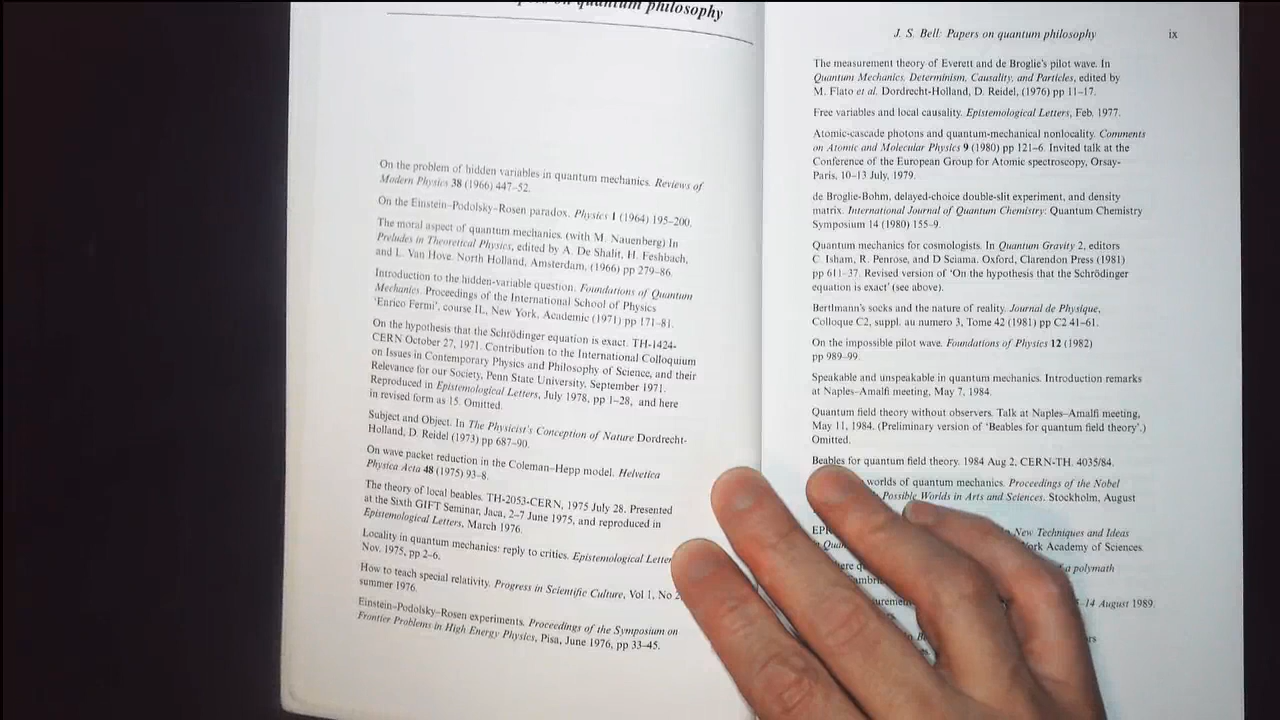 on quantum philosophy
On the problem of hidden variables in quantum mechanics. Reviews of
Modern Physics 38 (1966) 447–52.
On the Einstein–Podolsky–Rosen paradox. Physics 1 (1964) 195–200.
The moral aspect of quantum mechanics. (with M. Nauenberg) In
Preludes in Theoretical Physics, edited by A. De Shalit, H. Feshbach,
and L. Van Hove. North Holland, Amsterdam, (1966) pp 279–86.
Introduction to the hidden-variable question. Foundations of Quantum
Mechanics. Proceedings of the International School of Physics
'Enrico Fermi', course IL, New York, Academic (1971) pp 171–81.
On the hypothesis that the Schrödinger equation is exact. TH-1424-
CERN October 27, 1971. Contribution to the International Colloquium
on Issues in Contemporary Physics and Philosophy of Science, and their
Relevance for our Society, Penn State University, September 1971.
Reproduced in Epistemological Letters, July 1978, pp 1–28, and here
in revised form as 15. Omitted.
Subject and Object. In The Physicist's Conception of Nature Dordrecht-
Holland, D. Reidel (1973) pp 687–90.
On wave packet reduction in the Coleman–Hepp model. Helvetica
Physica Acta 48 (1975) 93–8.
The theory of local beables. TH-2053-CERN, 1975 July 28. Presented
at the Sixth GIFT Seminar, Jaca, 2–7 June 1975, and reproduced in
Epistemological Letters, March 1976.
Locality in quantum mechanics: reply to critics. Epistemological Letter
Nov. 1975, pp 2–6.
How to teach special relativity. Progress in Scientific Culture, Vol 1, No 2,
summer 1976.
Einstein–Podolsky–Rosen experiments. Proceedings of the Symposium on
Frontier Problems in High Energy Physics, Pisa, June 1976, pp 33–45.
J. S. Bell: Papers on quantum philosophy ix
The measurement theory of Everett and de Broglie's pilot wave. In
Quantum Mechanics, Determinism, Causality, and Particles, edited by
M. Flato et al. Dordrecht-Holland, D. Reidel, (1976) pp 11–17.
Free variables and local causality. Epistemological Letters, Feb. 1977.
Atomic-cascade photons and quantum-mechanical nonlocality. Comments
on Atomic and Molecular Physics 9 (1980) pp 121–6. Invited talk at the
Conference of the European Group for Atomic spectroscopy, Orsay-
Paris, 10–13 July, 1979.
de Broglie-Bohm, delayed-choice double-slit experiment, and density
matrix. International Journal of Quantum Chemistry: Quantum Chemistry
Symposium 14 (1980) 155–9.
Quantum mechanics for cosmologists. In Quantum Gravity 2, editors
C. Isham, R. Penrose, and D Sciama. Oxford, Clarendon Press (1981)
pp 611–37. Revised version of 'On the hypothesis that the Schrödinger
equation is exact' (see above).
Bertlmann's socks and the nature of reality. Journal de Physique,
Colloque C2, suppl. au numero 3, Tome 42 (1981) pp C2 41–61.
On the impossible pilot wave. Foundations of Physics 12 (1982)
pp 989–99.
Speakable and unspeakable in quantum mechanics. Introduction remarks
at Naples–Amalfi meeting, May 7, 1984.
Quantum field theory without observers. Talk at Naples–Amalfi meeting,
May 11, 1984. (Preliminary version of 'Beables for quantum field theory'.)
Omitted.
Beables for quantum field theory. 1984 Aug 2, CERN-TH. 4035/84.
worlds of quantum mechanics. Proceedings of the Nobel
Possible Worlds in Arts and Sciences. Stockholm, August
EP New Techniques and Ideas
Academy of Sciences.
a polymath
14 August 1989.